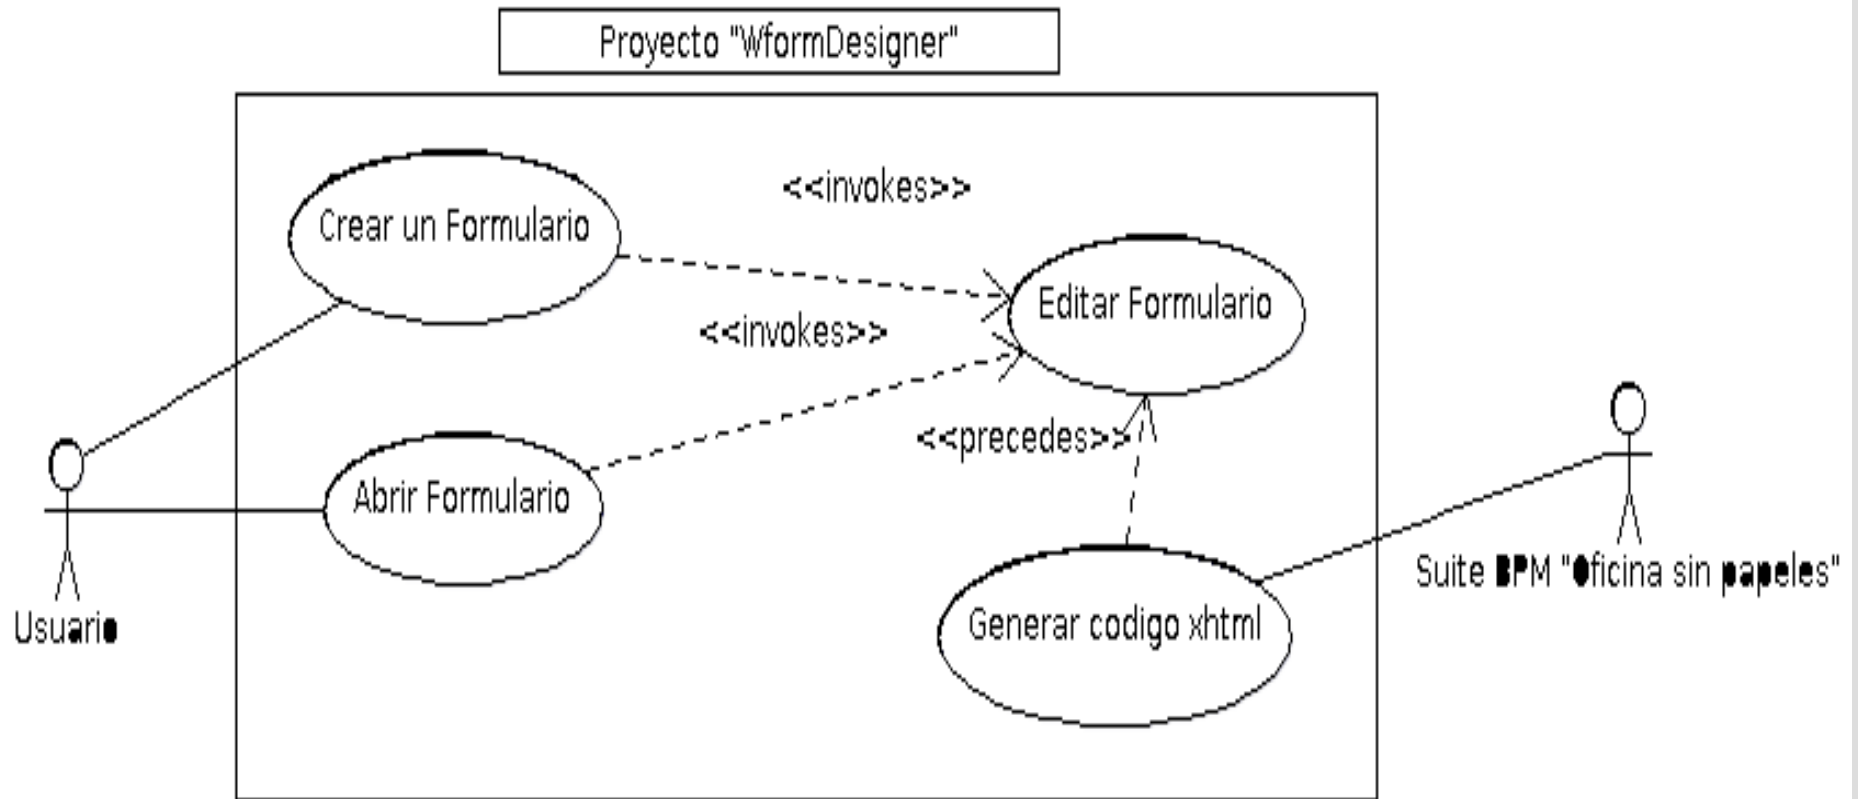 Proyecto "WformDesigner"
<<invokes>>
Crear un Formulario
Editar Formulario
<<invokes>>
<<precedes>>
Abrir Formulario
Suite BPM "Oficina sin papeles"
Generar codigo xhtml
Usuario